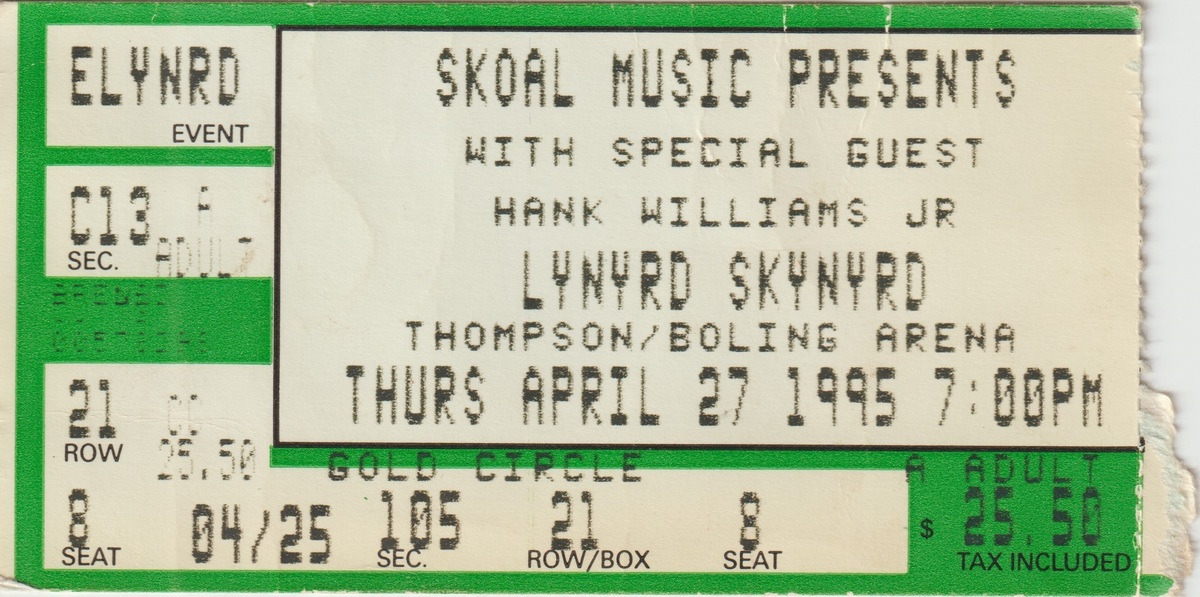 ELYNRD
EVENT
C13 A
ADULT
SEC.
21 CC
ROW
25.50
8
SEAT
SKOAL MUSIC PRESENTS
WITH SPECIAL GUEST
HANK WILLIAMS JR
LYNYRD SKYNYRD
THOMPSON/BOLING ARENA
THURS APRIL 27 1995 7:00PM
GOLD CIRCLE A ADULT
04/25 105 21 8 $ 25.50
SEC. ROW/BOX SEAT TAX INCLUDED